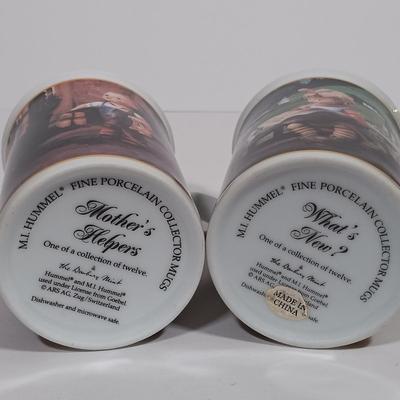 M.I. HUMMEL® FINE PORCELAIN COLLECTOR MUGS
Mother's
Helpers
One of a collection of twelve.
The Danbury Mint
Hummel® and M.I. Hummel®
used under License from Goebel
© ARS AG, Zug/Switzerland
Dishwasher and microwave safe.
M.I. HUMMEL® FINE PORCELAIN COLLECTOR MUGS
What's
New?
One of a collection of twelve.
The Danbury Mint
Hummel® and M.I. Hummel®
used under License from Goebel
© ARS AG, Zug/Switzerland
Dishwasher safe.
MADE IN
CHINA